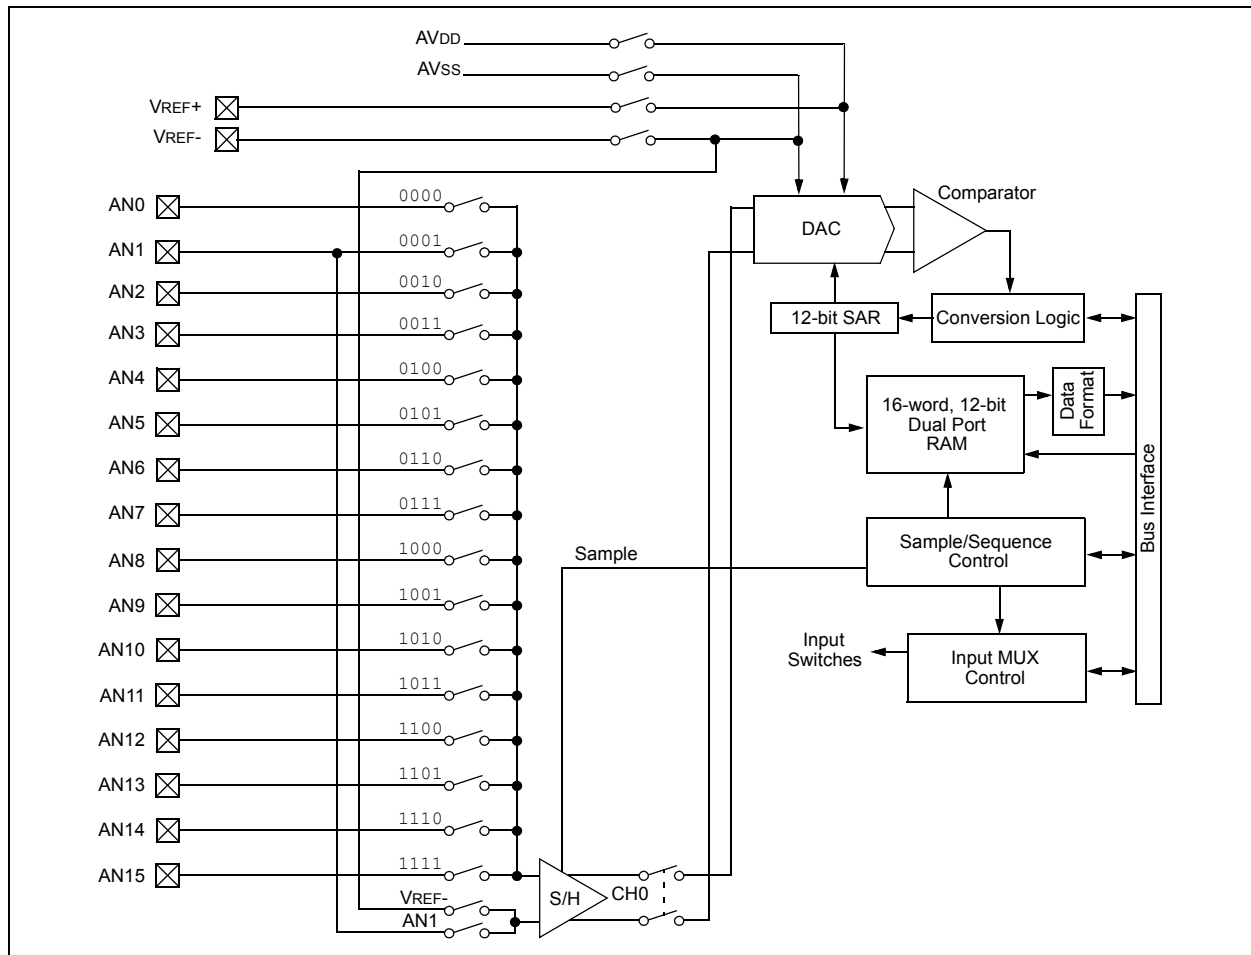 AVDD
AVSS
VREF+
VREF-
AN0
0000
AN1
0001
AN2
0010
AN3
0011
AN4
0100
AN5
0101
AN6
0110
AN7
0111
AN8
1000
AN9
1001
AN10
1010
AN11
1011
AN12
1100
AN13
1101
AN14
1110
AN15
1111
VREF-
AN1
S/H
CH0
Comparator
DAC
12-bit SAR
Conversion Logic
16-word, 12-bit
Dual Port
RAM
Data
Format
Bus Interface
Sample
Sample/Sequence
Control
Input
Switches
Input MUX
Control